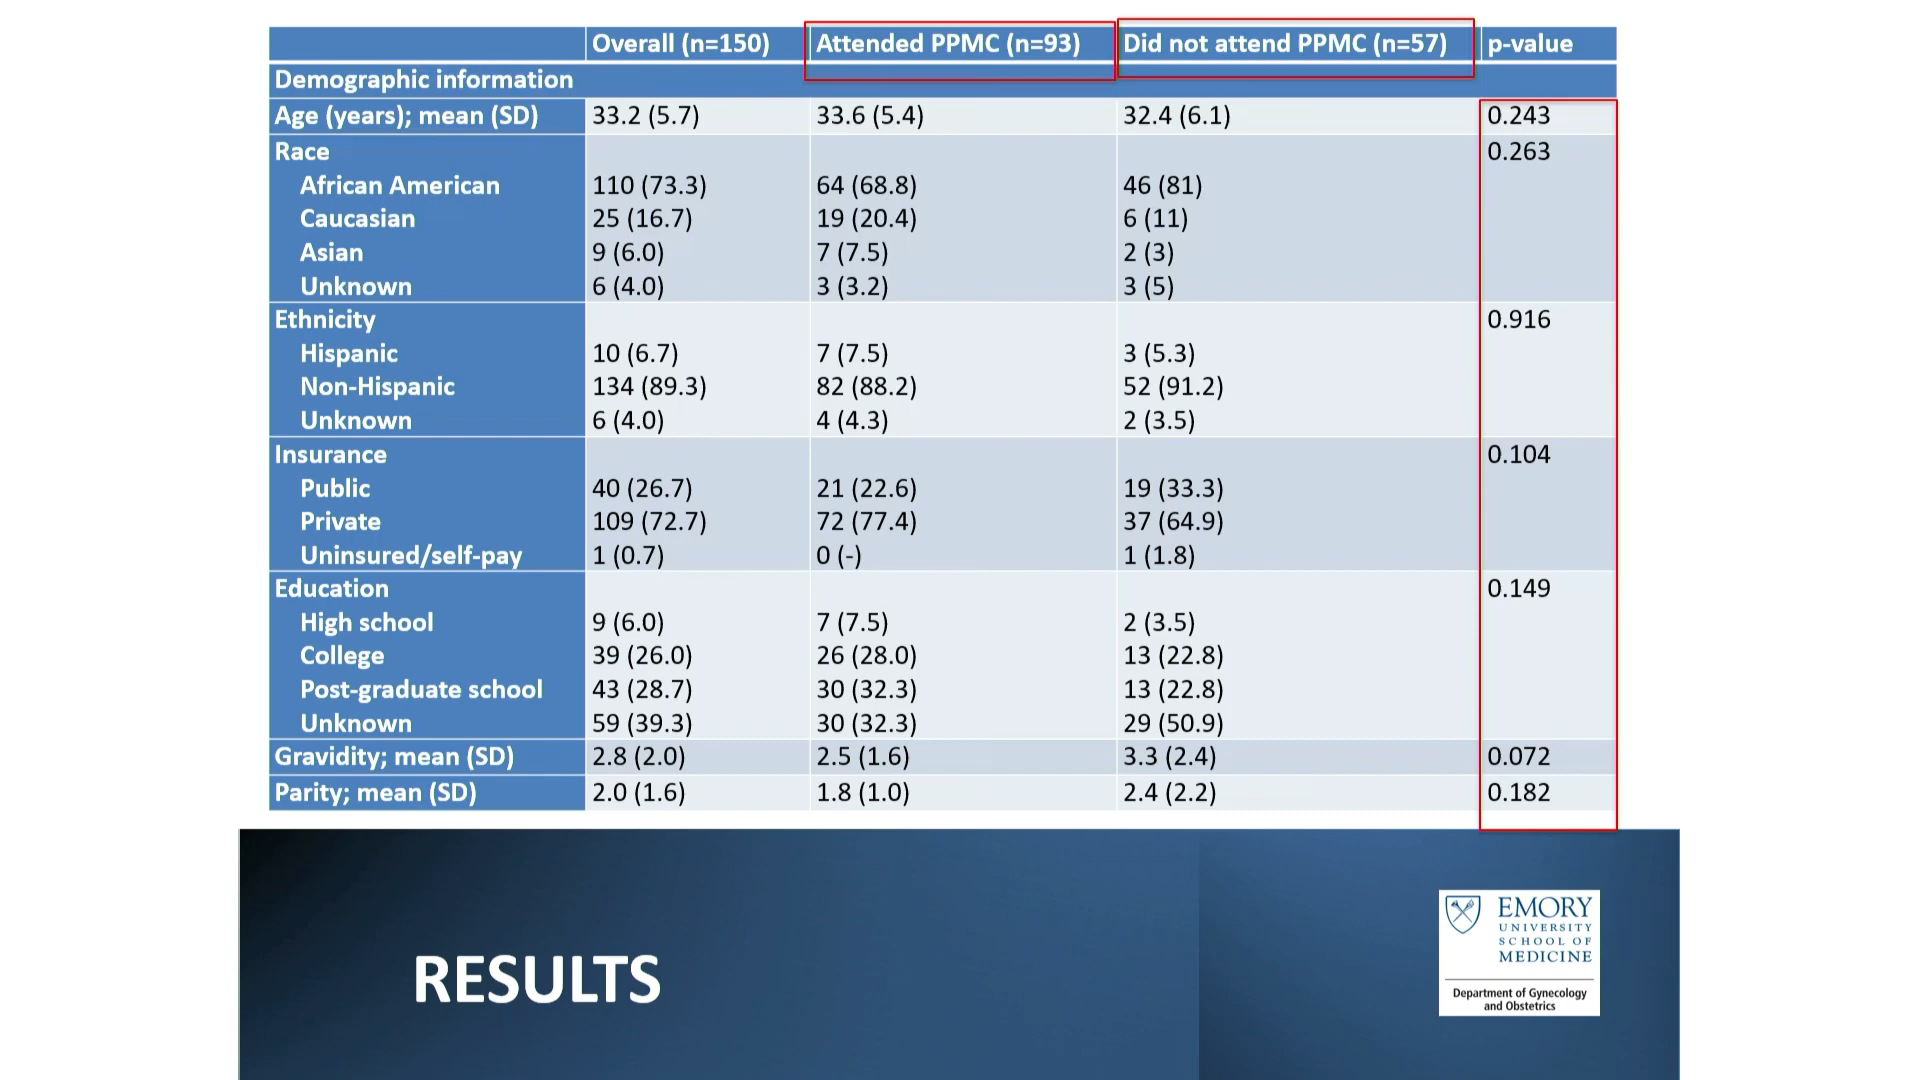 Overall (n=150) Attended PPMC (n=93) Did not attend PPMC (n=57) p-value
Demographic information
Age (years); mean (SD) 33.2 (5.7) 33.6 (5.4) 32.4 (6.1) 0.243
Race 0.263
African American 110 (73.3) 64 (68.8) 46 (81)
Caucasian 25 (16.7) 19 (20.4) 6 (11)
Asian 9 (6.0) 7 (7.5) 2 (3)
Unknown 6 (4.0) 3 (3.2) 3 (5)
Ethnicity 0.916
Hispanic 10 (6.7) 7 (7.5) 3 (5.3)
Non-Hispanic 134 (89.3) 82 (88.2) 52 (91.2)
Unknown 6 (4.0) 4 (4.3) 2 (3.5)
Insurance 0.104
Public 40 (26.7) 21 (22.6) 19 (33.3)
Private 109 (72.7) 72 (77.4) 37 (64.9)
Uninsured/self-pay 1 (0.7) 0 (-) 1 (1.8)
Education 0.149
High school 9 (6.0) 7 (7.5) 2 (3.5)
College 39 (26.0) 26 (28.0) 13 (22.8)
Post-graduate school 43 (28.7) 30 (32.3) 13 (22.8)
Unknown 59 (39.3) 30 (32.3) 29 (50.9)
Gravidity; mean (SD) 2.8 (2.0) 2.5 (1.6) 3.3 (2.4) 0.072
Parity; mean (SD) 2.0 (1.6) 1.8 (1.0) 2.4 (2.2) 0.182
RESULTS
EMORY
UNIVERSITY
SCHOOL OF
MEDICINE
Department of Gynecology
and Obstetrics